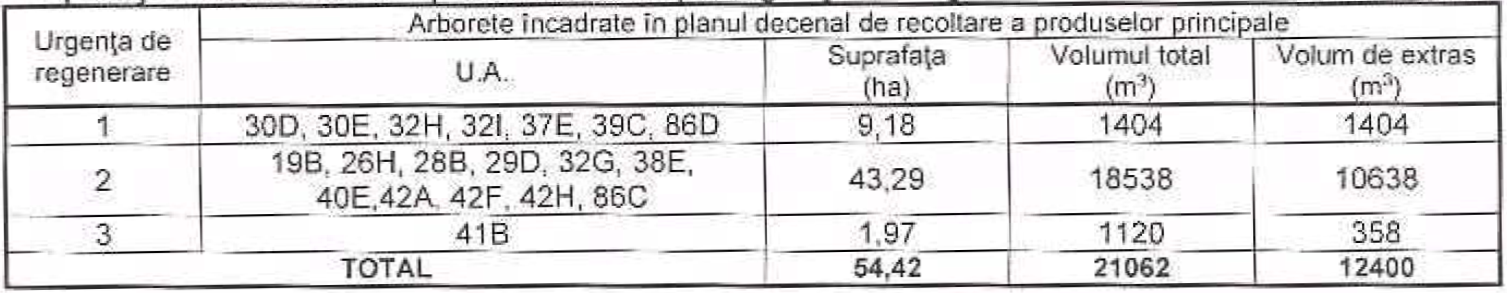 Arborete încadrate în planul decenal de recoltare a produselor principale
Urgenţa de regenerare U.A. Suprafaţa (ha) Volumul total (m³) Volum de extras (m³)
1 30D, 30E, 32H, 32I, 37E, 39C, 86D 9,18 1404 1404
2 19B, 26H, 28B, 29D, 32G, 38E, 40E,42A, 42F, 42H, 86C 43,29 18538 10638
3 41B 1,97 1120 358
TOTAL 54,42 21062 12400